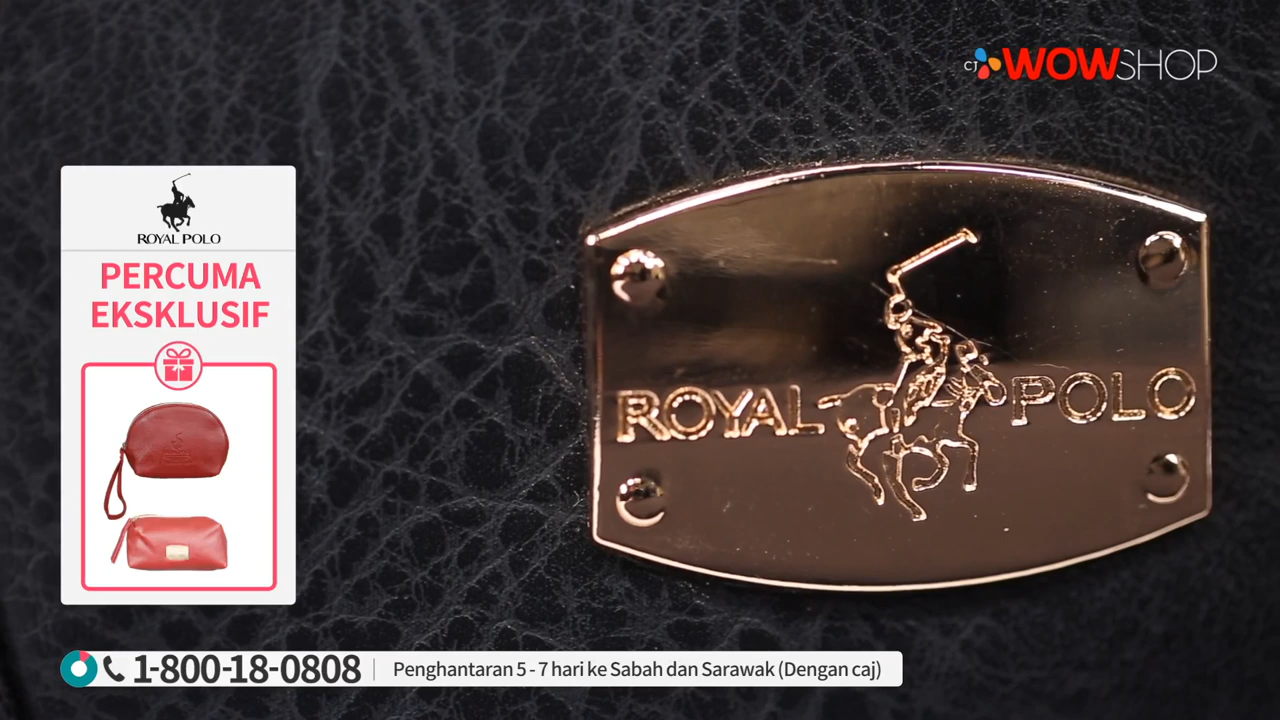 CJ WOWSHOP
ROYAL POLO
PERCUMA
EKSKLUSIF
ROYAL POLO
1-800-18-0808
Penghantaran 5 - 7 hari ke Sabah dan Sarawak (Dengan caj)